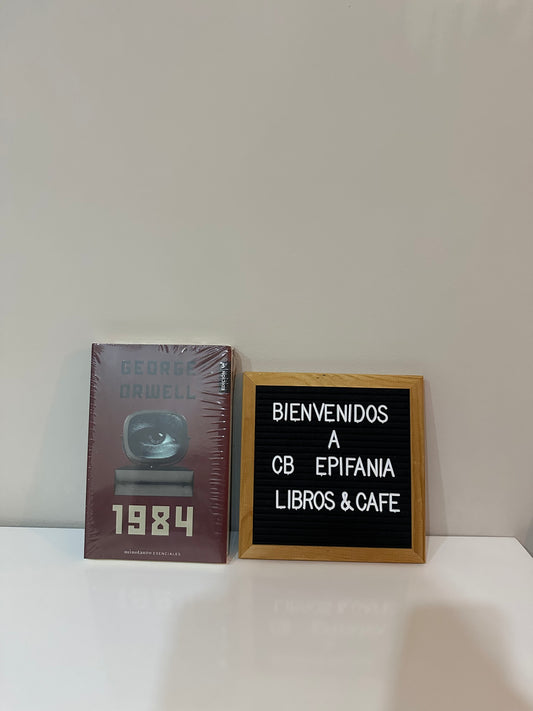 GEORGE
ORWELL
1984
BIENVENIDOS
A
CB EPIFANIA
LIBROS & CAFE